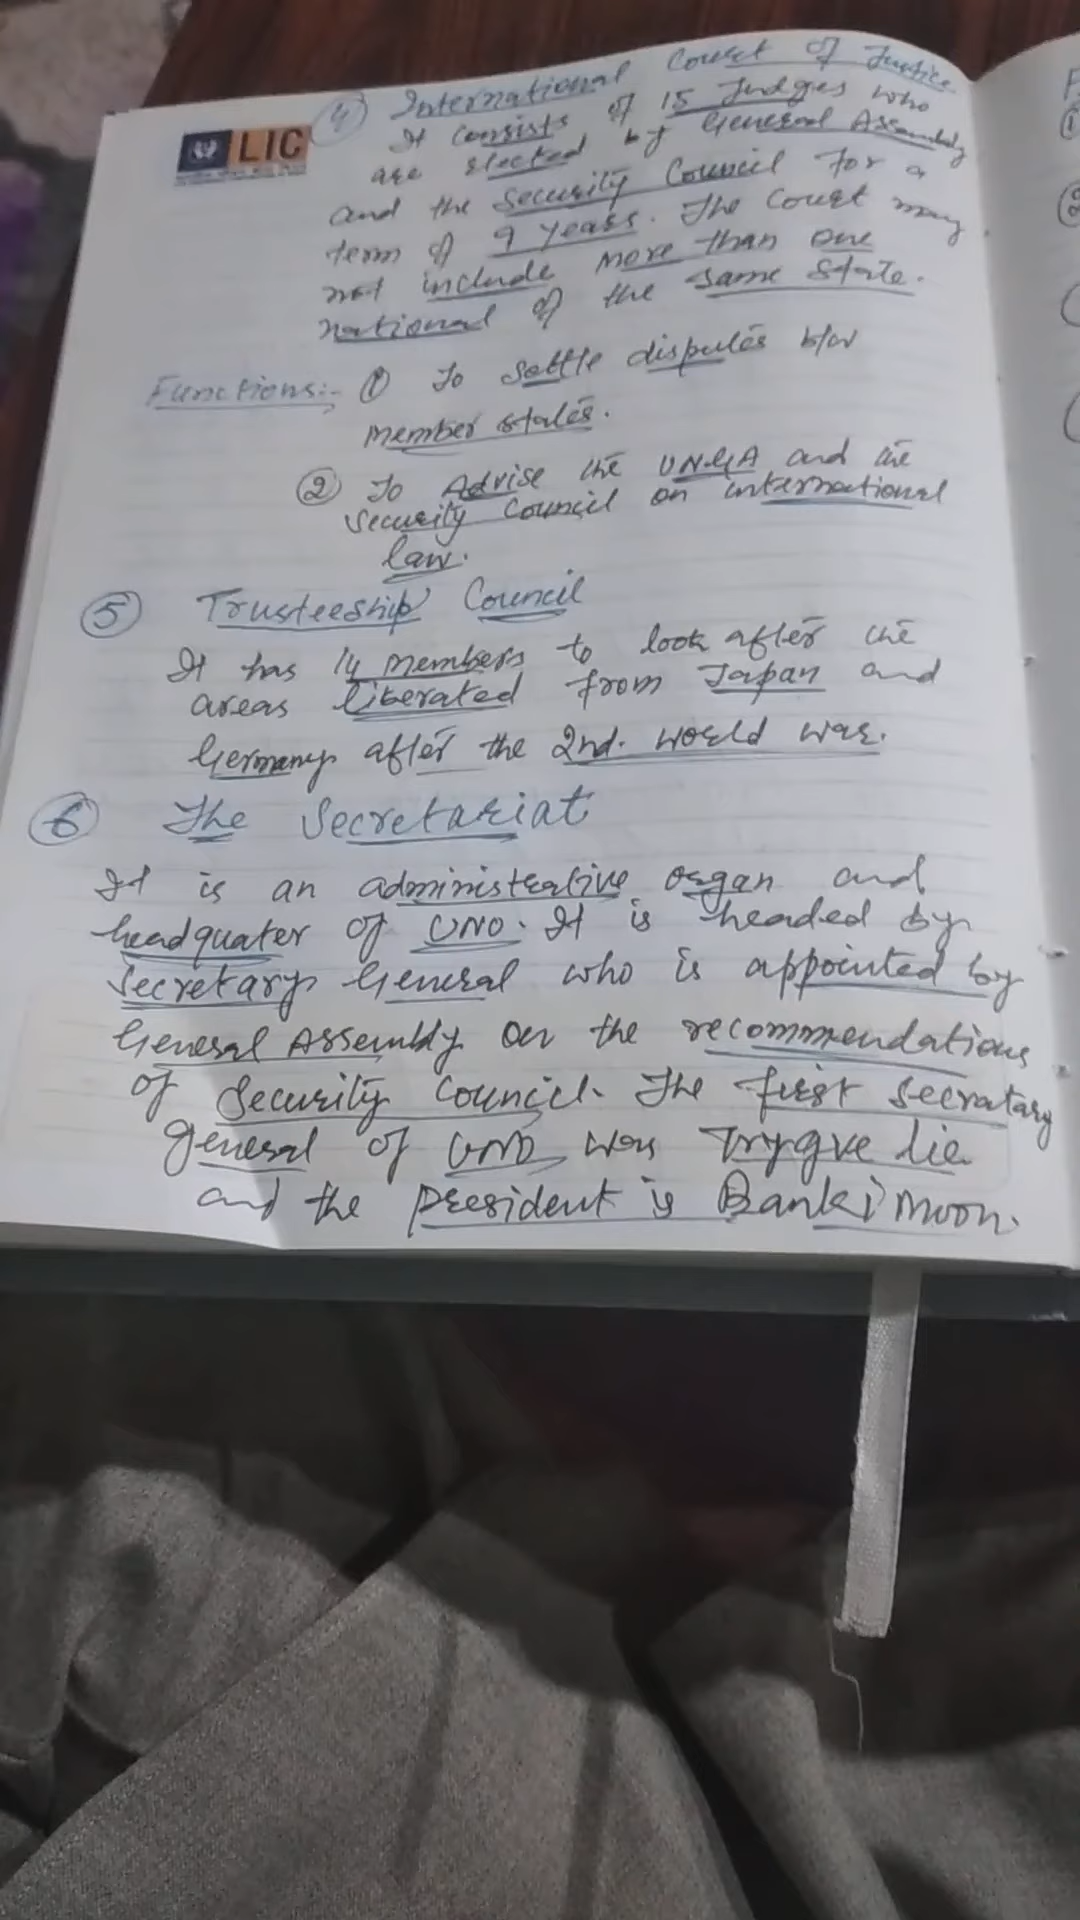 LIC
4) International Court of Justice
It consists of 15 Judges who
are elected by General Assembly
and the Security Council for a
term of 9 years. The Court may
not include more than one
national of the same state.
Functions:- ① To settle disputes b/w
member states.
② To Advise the UNGA and the
Security Council on international
law.
⑤ Trusteeship Council
It has 14 members to look after the
areas liberated from Japan and
Germany after the 2nd. world war.
⑥ The Secretariat
It is an administrative organ and
headquater of UNO. It is headed by
Secretary General who is appointed by
General Assembly on the recommendations
of Security Council. The first Secratary
general of UNO was Trygve lie
and the president is Banki Moon.